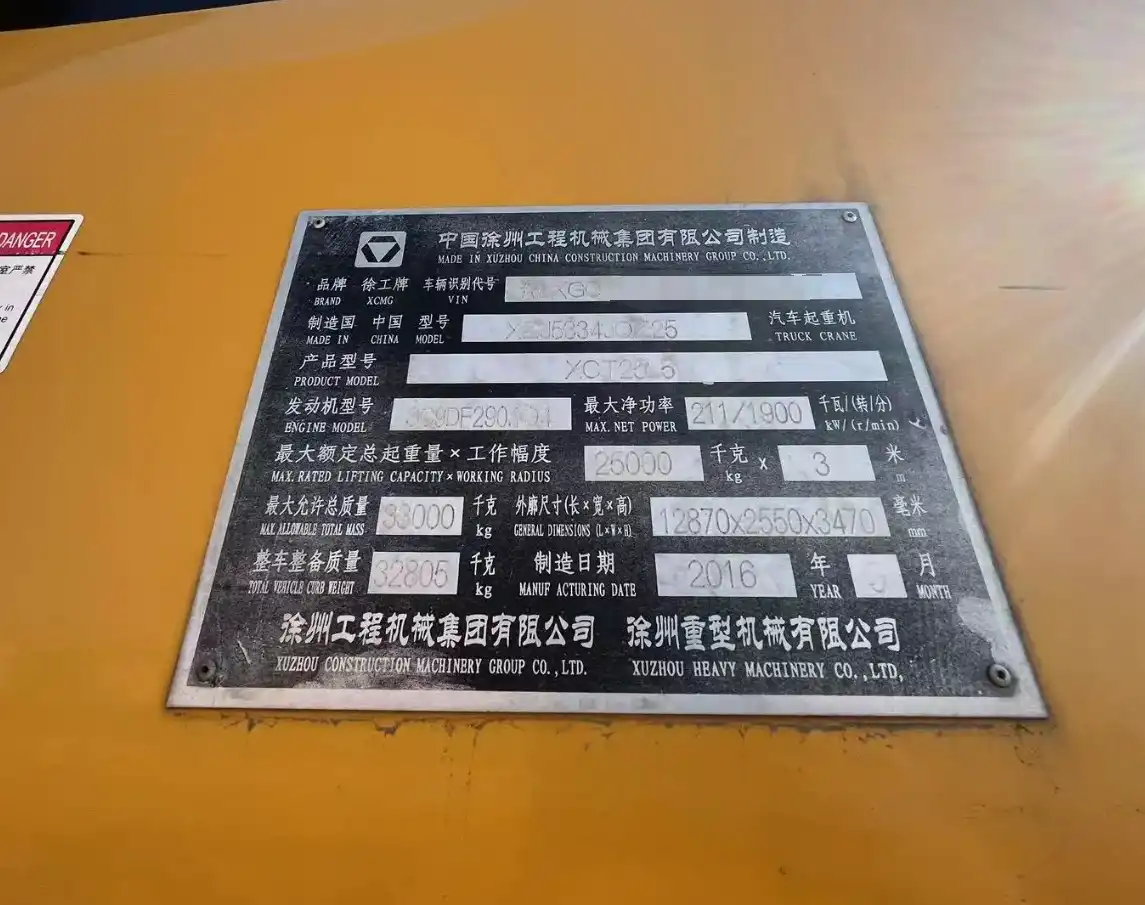 DANGER
室严禁
y in
中国徐州工程机械集团有限公司制造
MADE IN XUZHOU CHINA CONSTRUCTION MACHINERY GROUP CO.,LTD.
品牌 徐工牌 车辆识别代号
BRAND XCMG VIN
制造国 中国 型号 汽车起重机
MADE IN CHINA MODEL TRUCK CRANE
产品型号
PRODUCT MODEL
发动机型号 最大净功率 211/1900 千瓦/(转/分)
ENGINE MODEL MAX. NET POWER kW/(r/min)
最大额定总起重量×工作幅度 25000 千克 x 3 米
MAX. RATED LIFTING CAPACITY×WORKING RADIUS kg m
最大允许总质量 33000 千克 外廓尺寸(长×宽×高) 12870x2550x3470 毫米
MAX. ALLOWABLE TOTAL MASS kg GENERAL DIMENSIONS (L×W×H) mm
整车整备质量 32805 千克 制造日期 2016 年 月
TOTAL VEHICLE CURB WEIGHT kg MANUF ACTURING DATE YEAR MONTH
徐州工程机械集团有限公司 徐州重型机械有限公司
XUZHOU CONSTRUCTION MACHINERY GROUP CO.,LTD. XUZHOU HEAVY MACHINERY CO.,LTD,